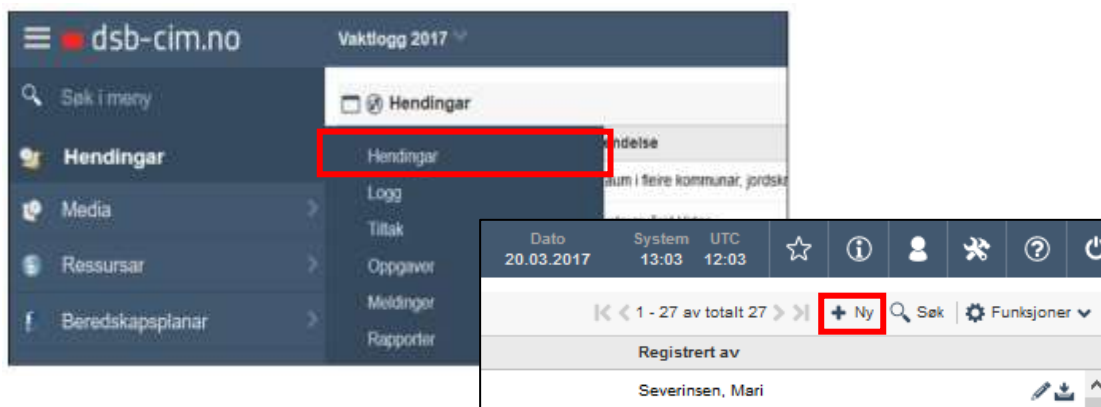 dsb-cim.no
Vaktlogg 2017
Søk i meny
Hendingar
Hendingar
Hendingar
ndelse
Logg
aum i fleire kommunar, jordskr
Media
Tiltak
Ressursar
Oppgaver
Beredskapsplanar
Meldinger
Rapporter
Dato System UTC
20.03.2017 13:03 12:03
1 - 27 av totalt 27 + Ny Søk Funksjoner
Registrert av
Severinsen, Mari